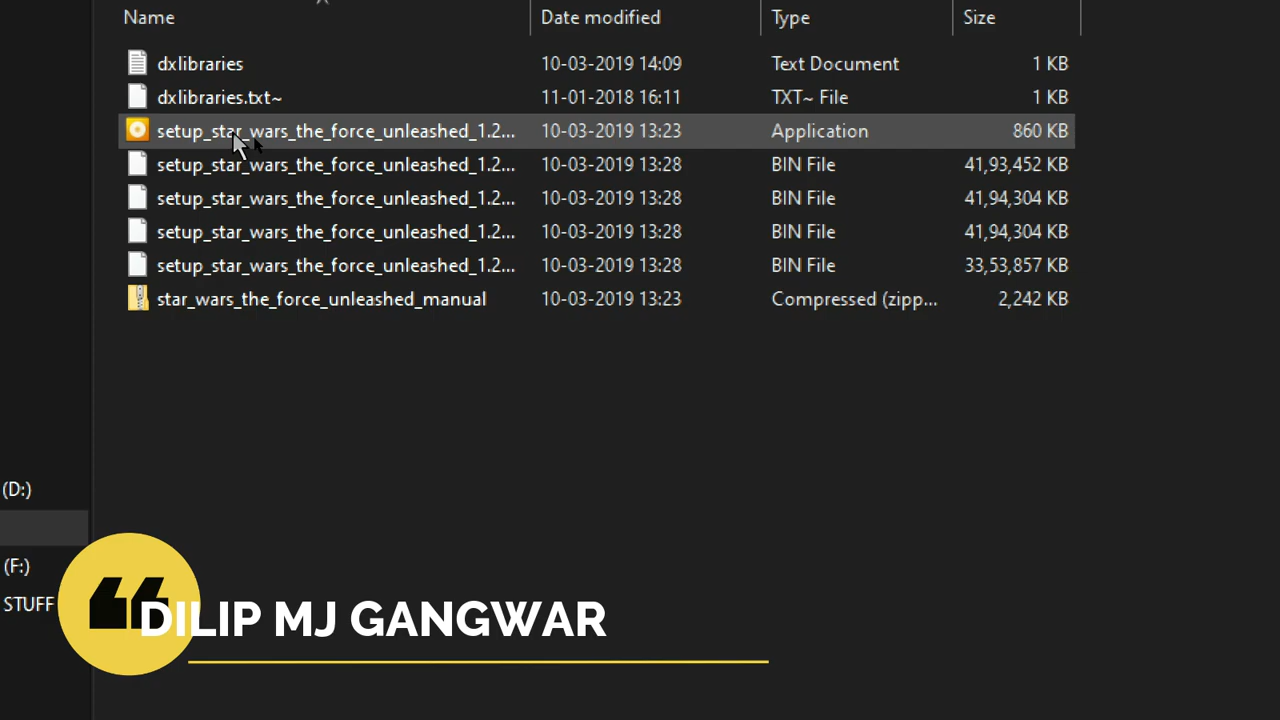 Name Date modified Type Size
dxlibraries 10-03-2019 14:09 Text Document 1 KB
dxlibraries.txt~ 11-01-2018 16:11 TXT~ File 1 KB
setup_star_wars_the_force_unleashed_1.2... 10-03-2019 13:23 Application 860 KB
setup_star_wars_the_force_unleashed_1.2... 10-03-2019 13:28 BIN File 41,93,452 KB
setup_star_wars_the_force_unleashed_1.2... 10-03-2019 13:28 BIN File 41,94,304 KB
setup_star_wars_the_force_unleashed_1.2... 10-03-2019 13:28 BIN File 41,94,304 KB
setup_star_wars_the_force_unleashed_1.2... 10-03-2019 13:28 BIN File 33,53,857 KB
star_wars_the_force_unleashed_manual 10-03-2019 13:23 Compressed (zipp... 2,242 KB
(D:)
(F:)
STUFF
❝
DILIP MJ GANGWAR